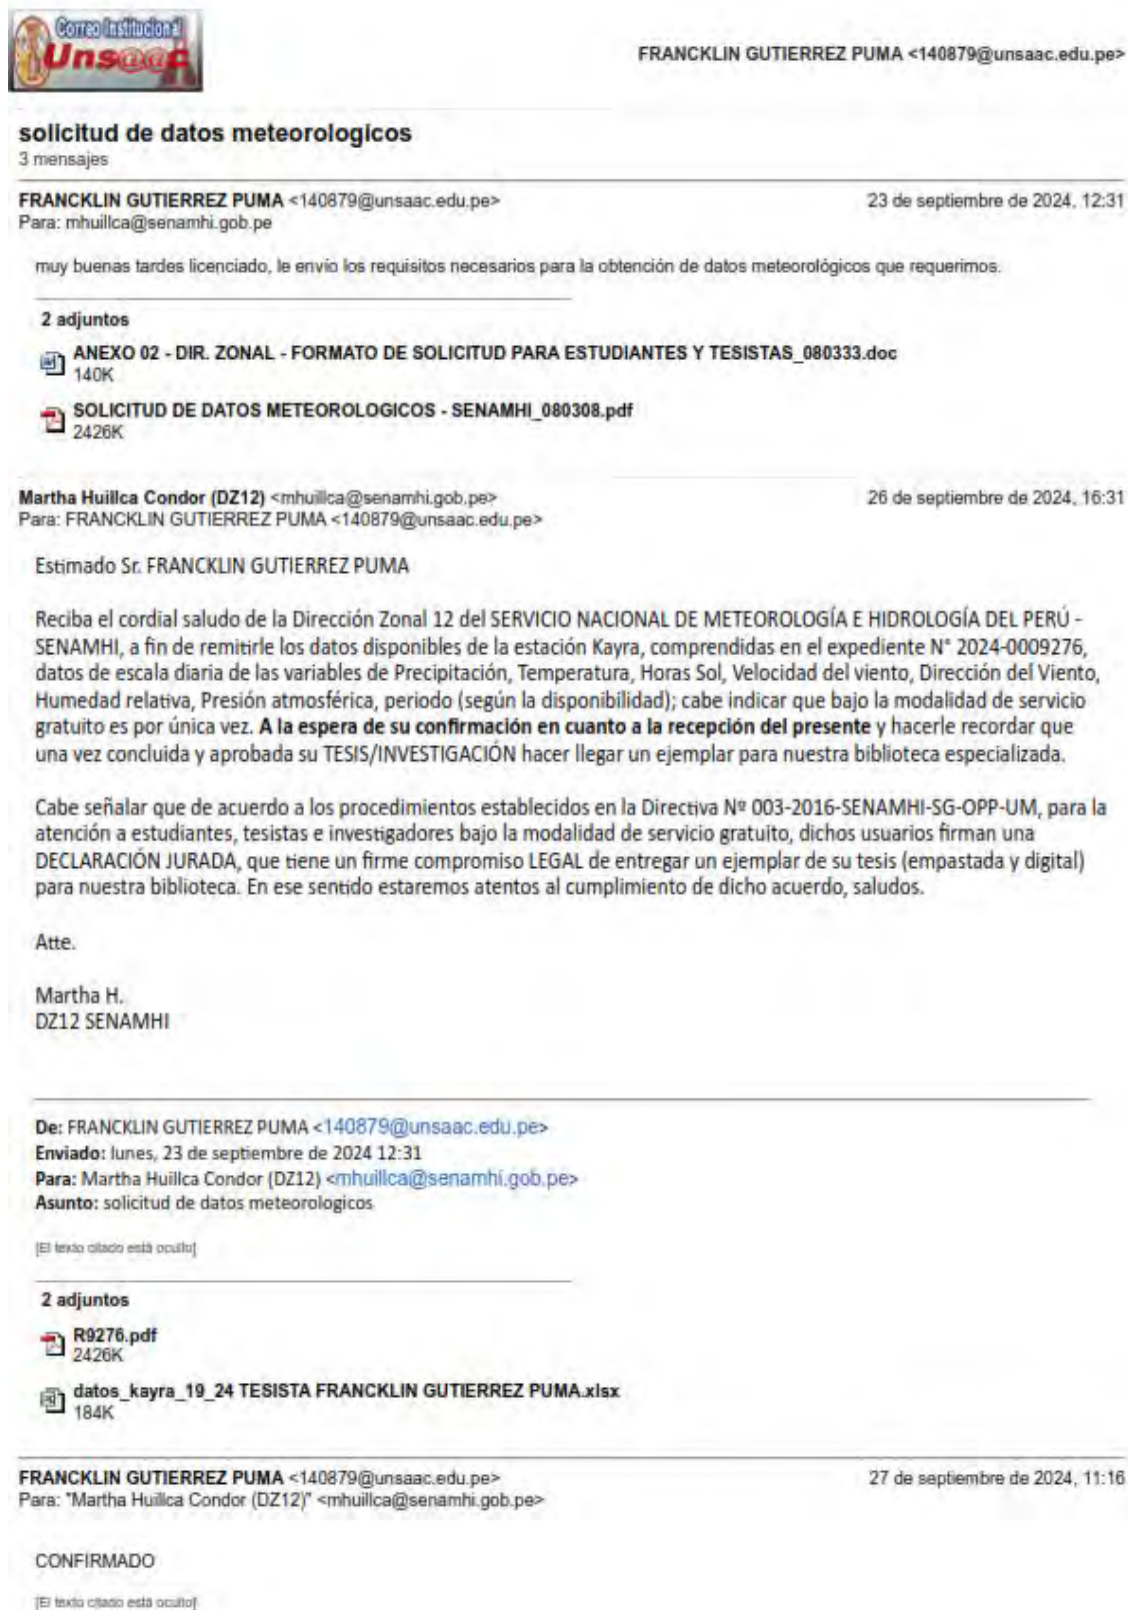 Correo Institucional
Unsaac
FRANCKLIN GUTIERREZ PUMA <140879@unsaac.edu.pe>
solicitud de datos meteorologicos
3 mensajes
FRANCKLIN GUTIERREZ PUMA <140879@unsaac.edu.pe>
23 de septiembre de 2024, 12:31
Para: mhuillca@senamhi.gob.pe
muy buenas tardes licenciado, le envío los requisitos necesarios para la obtención de datos meteorológicos que requerimos.
2 adjuntos
ANEXO 02 - DIR. ZONAL - FORMATO DE SOLICITUD PARA ESTUDIANTES Y TESISTAS_080333.doc
140K
SOLICITUD DE DATOS METEOROLOGICOS - SENAMHI_080308.pdf
2426K
Martha Huillca Condor (DZ12) <mhuillca@senamhi.gob.pe>
26 de septiembre de 2024, 16:31
Para: FRANCKLIN GUTIERREZ PUMA <140879@unsaac.edu.pe>
Estimado Sr. FRANCKLIN GUTIERREZ PUMA
Reciba el cordial saludo de la Dirección Zonal 12 del SERVICIO NACIONAL DE METEOROLOGÍA E HIDROLOGÍA DEL PERÚ -
SENAMHI, a fin de remitirle los datos disponibles de la estación Kayra, comprendidas en el expediente N° 2024-0009276,
datos de escala diaria de las variables de Precipitación, Temperatura, Horas Sol, Velocidad del viento, Dirección del Viento,
Humedad relativa, Presión atmosférica, periodo (según la disponibilidad); cabe indicar que bajo la modalidad de servicio
gratuito es por única vez. A la espera de su confirmación en cuanto a la recepción del presente y hacerle recordar que
una vez concluida y aprobada su TESIS/INVESTIGACIÓN hacer llegar un ejemplar para nuestra biblioteca especializada.
Cabe señalar que de acuerdo a los procedimientos establecidos en la Directiva Nº 003-2016-SENAMHI-SG-OPP-UM, para la
atención a estudiantes, tesistas e investigadores bajo la modalidad de servicio gratuito, dichos usuarios firman una
DECLARACIÓN JURADA, que tiene un firme compromiso LEGAL de entregar un ejemplar de su tesis (empastada y digital)
para nuestra biblioteca. En ese sentido estaremos atentos al cumplimiento de dicho acuerdo, saludos.
Atte.
Martha H.
DZ12 SENAMHI
De: FRANCKLIN GUTIERREZ PUMA <140879@unsaac.edu.pe>
Enviado: lunes, 23 de septiembre de 2024 12:31
Para: Martha Huillca Condor (DZ12) <mhuillca@senamhi.gob.pe>
Asunto: solicitud de datos meteorologicos
[El texto citado está oculto]
2 adjuntos
R9276.pdf
2426K
datos_kayra_19_24 TESISTA FRANCKLIN GUTIERREZ PUMA.xlsx
184K
FRANCKLIN GUTIERREZ PUMA <140879@unsaac.edu.pe>
27 de septiembre de 2024, 11:16
Para: "Martha Huillca Condor (DZ12)" <mhuillca@senamhi.gob.pe>
CONFIRMADO
[El texto citado está oculto]